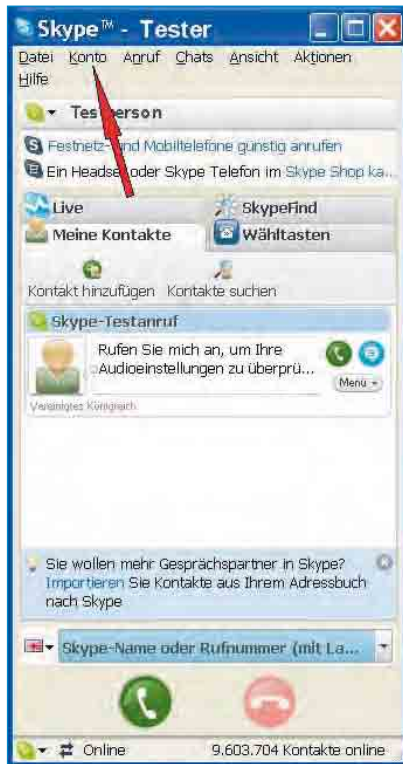 Skype™ - Tester
Datei Konto Anruf Chats Ansicht Aktionen
Hilfe
Testperson
Festnetz- und Mobiltelefone günstig anrufen
Ein Headset oder Skype Telefon im Skype Shop ka...
Live SkypeFind
Meine Kontakte Wähltasten
Kontakt hinzufügen Kontakte suchen
Skype-Testanruf
Rufen Sie mich an, um Ihre
Audioeinstellungen zu überprü...
Menü
Vereinigtes Königreich
Sie wollen mehr Gesprächspartner in Skype?
Importieren Sie Kontakte aus Ihrem Adressbuch
nach Skype
Skype-Name oder Rufnummer (mit La...
Online 9.603.704 Kontakte online